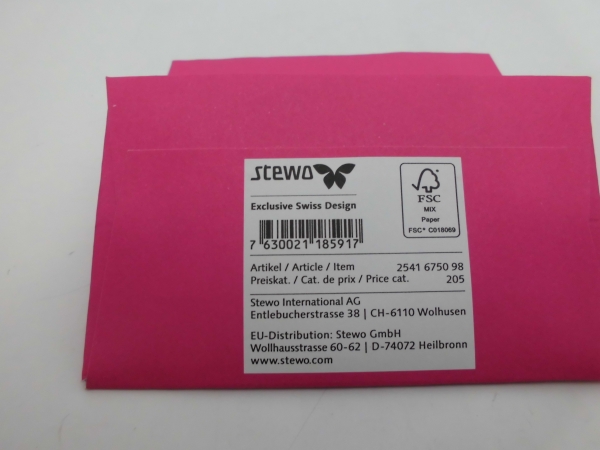 stewo
Exclusive Swiss Design
FSC
MIX
Paper
FSC® C018069
7 630021 185917
Artikel / Article / Item 2541 6750 98
Preiskat. / Cat. de prix / Price cat. 205
Stewo International AG
Entlebucherstrasse 38 | CH-6110 Wolhusen
EU-Distribution: Stewo GmbH
Wollhausstrasse 60-62 | D-74072 Heilbronn
www.stewo.com